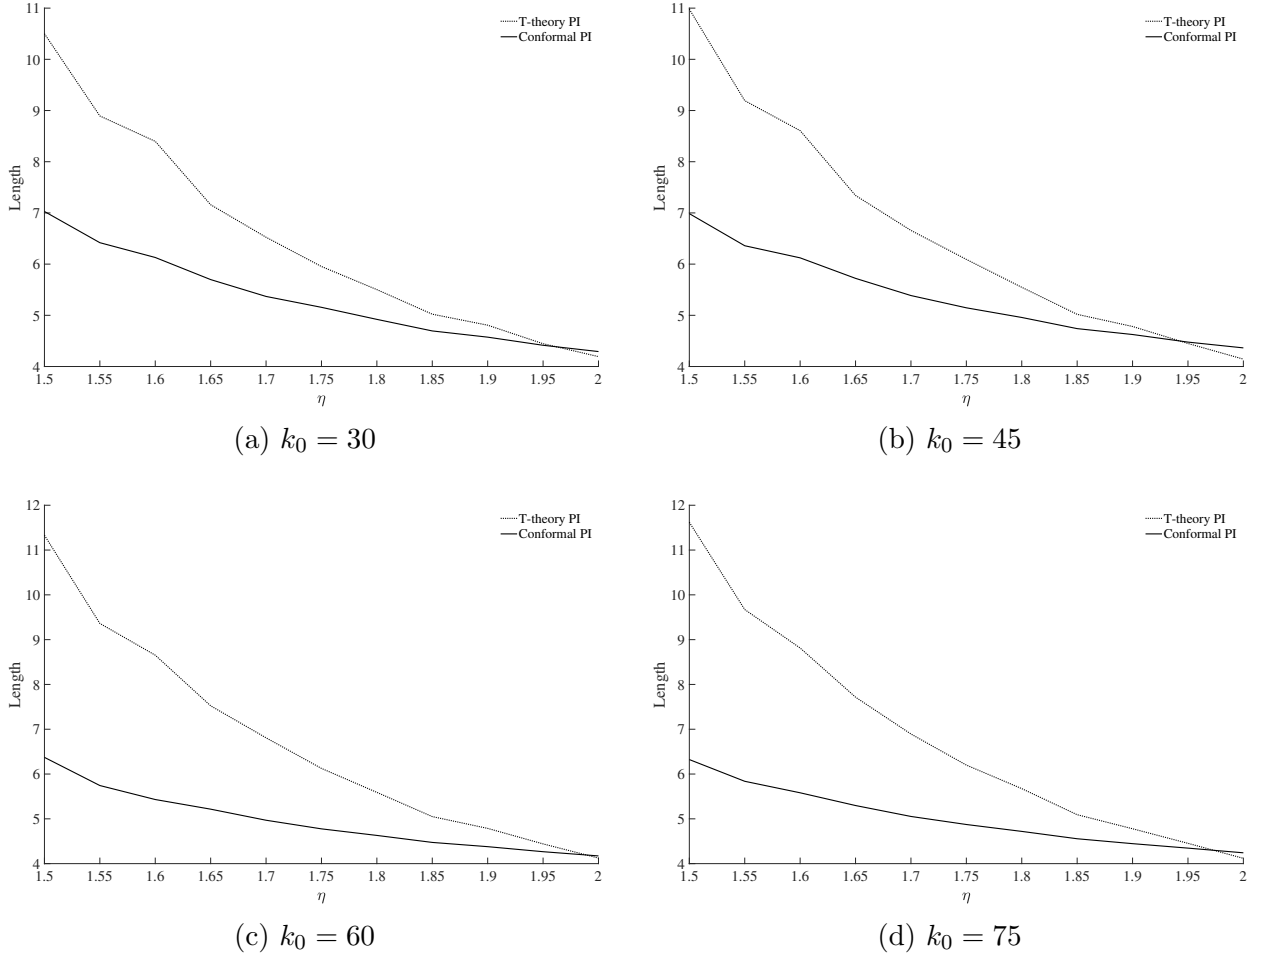 11
10
9
8
7
6
5
4
Length
1.5 1.55 1.6 1.65 1.7 1.75 1.8 1.85 1.9 1.95 2
η
T-theory PI
Conformal PI
(a) k₀ = 30
11
10
9
8
7
6
5
4
Length
1.5 1.55 1.6 1.65 1.7 1.75 1.8 1.85 1.9 1.95 2
η
T-theory PI
Conformal PI
(b) k₀ = 45
12
11
10
9
8
7
6
5
4
Length
1.5 1.55 1.6 1.65 1.7 1.75 1.8 1.85 1.9 1.95 2
η
T-theory PI
Conformal PI
(c) k₀ = 60
12
11
10
9
8
7
6
5
4
Length
1.5 1.55 1.6 1.65 1.7 1.75 1.8 1.85 1.9 1.95 2
η
T-theory PI
Conformal PI
(d) k₀ = 75